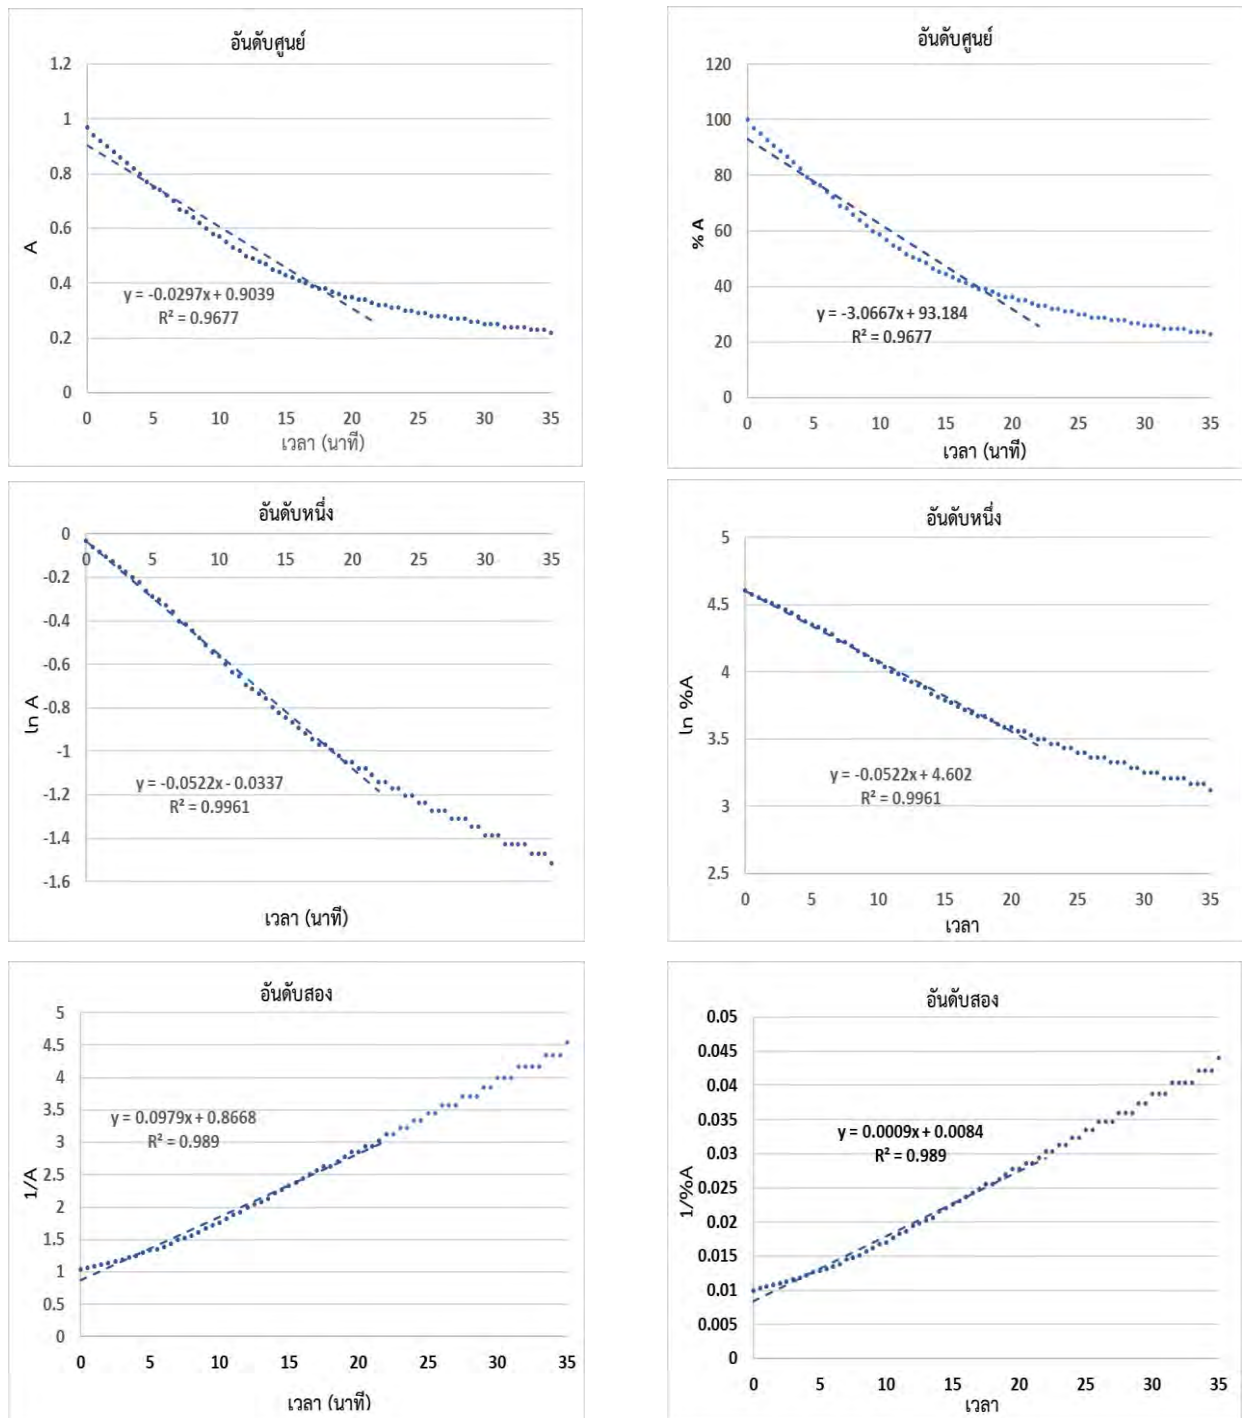 อันดับศูนย์
1.2
1
0.8
0.6
0.4
0.2
0
A
y = -0.0297x + 0.9039
R² = 0.9677
0 5 10 15 20 25 30 35
เวลา (นาที)
อันดับศูนย์
120
100
80
60
40
20
0
% A
y = -3.0667x + 93.184
R² = 0.9677
0 5 10 15 20 25 30 35
เวลา (นาที)
อันดับหนึ่ง
0
0 5 10 15 20 25 30 35
-0.2
-0.4
-0.6
-0.8
-1
-1.2
-1.4
-1.6
ln A
y = -0.0522x - 0.0337
R² = 0.9961
เวลา (นาที)
อันดับหนึ่ง
5
4.5
4
3.5
3
2.5
ln %A
y = -0.0522x + 4.602
R² = 0.9961
0 5 10 15 20 25 30 35
เวลา
อันดับสอง
5
4.5
4
3.5
3
2.5
2
1.5
1
0.5
0
1/A
y = 0.0979x + 0.8668
R² = 0.989
0 5 10 15 20 25 30 35
เวลา (นาที)
อันดับสอง
0.05
0.045
0.04
0.035
0.03
0.025
0.02
0.015
0.01
0.005
0
1/%A
y = 0.0009x + 0.0084
R² = 0.989
0 5 10 15 20 25 30 35
เวลา